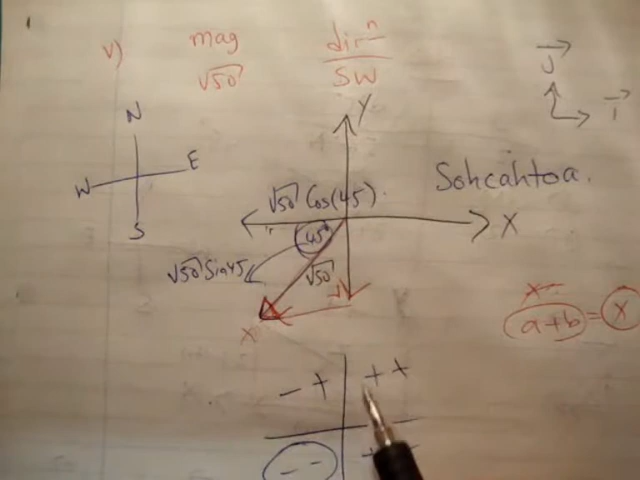 v) mag dirⁿ
√50 SW
J
i
N
Y
W E
S
√50 Cos(45)
Sohcahtoa.
X
45°
√50 Sin45
√50
x
x
a+b = x
- + + +
- - + -